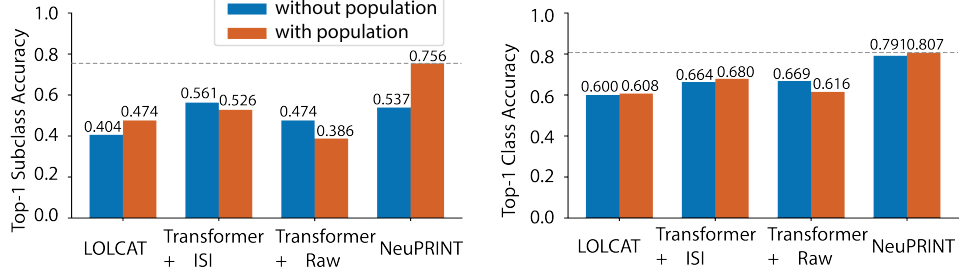 without population
with population
Top-1 Subclass Accuracy
1.0
0.8
0.6
0.4
0.2
0.0
0.404
0.474
0.561
0.526
0.474
0.386
0.537
0.756
LOLCAT
Transformer
+ ISI
Transformer
+ Raw
NeuPRINT
Top-1 Class Accuracy
1.0
0.8
0.6
0.4
0.2
0.0
0.600
0.608
0.664
0.680
0.669
0.616
0.791
0.807
LOLCAT
Transformer
+ ISI
Transformer
+ Raw
NeuPRINT